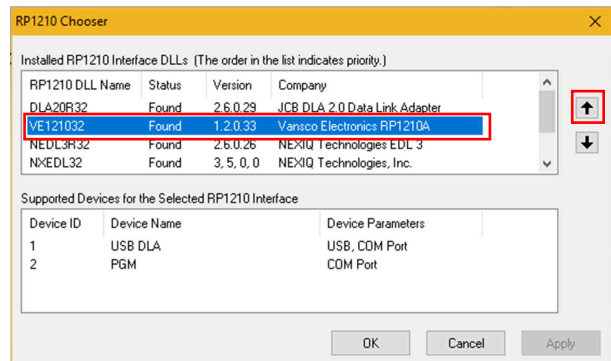 RP1210 Chooser
Installed RP1210 Interface DLLs (The order in the list indicates priority.)
RP1210 DLL Name Status Version Company
DLA20R32 Found 2.6.0.29 JCB DLA 2.0 Data Link Adapter
VE121032 Found 1.2.0.33 Vansco Electronics RP1210A
NEDL3R32 Found 2.6.0.26 NEXIQ Technologies EDL 3
NXEDL32 Found 3, 5, 0, 0 NEXIQ Technologies, Inc.
Supported Devices for the Selected RP1210 Interface
Device ID Device Name Device Parameters
1 USB DLA USB, COM Port
2 PGM COM Port
OK Cancel Apply